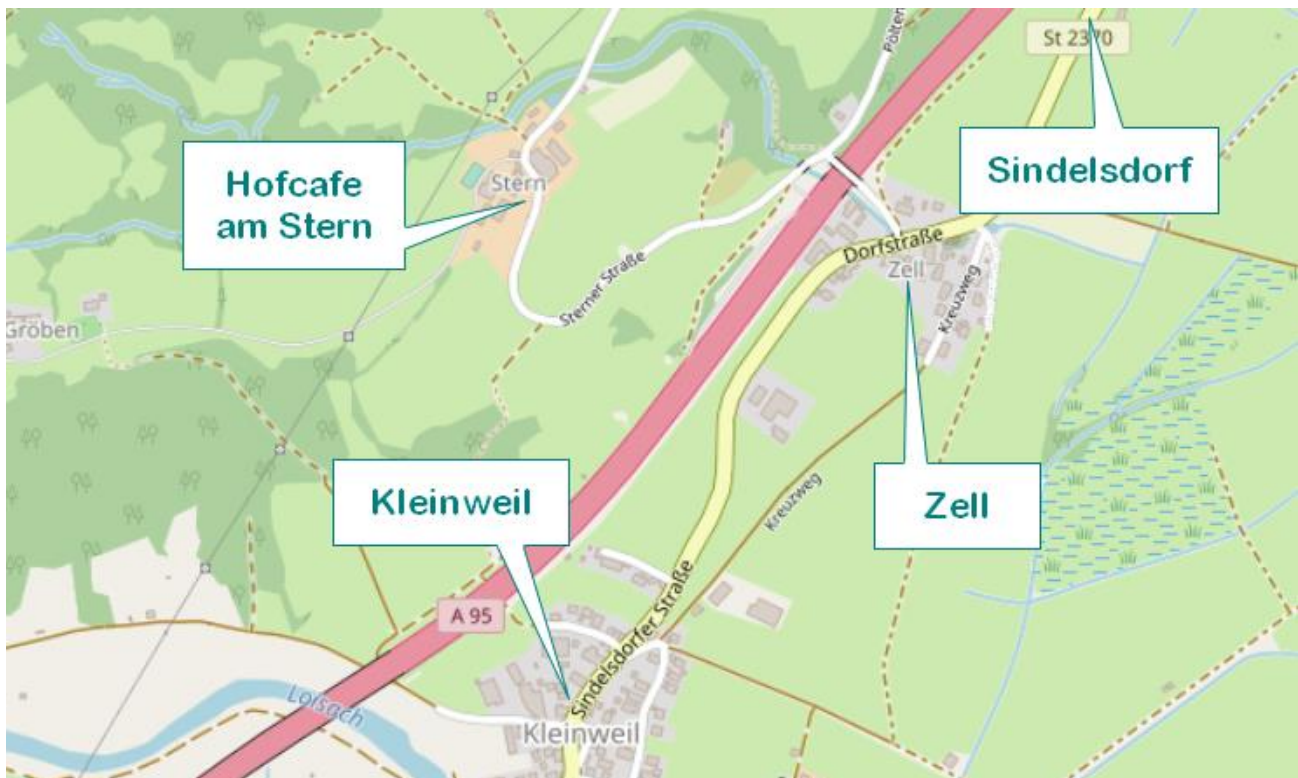 St 2370
Pölten
Sindelsdorf
Hofcafe
am Stern
Stern
Dorfstraße
Zell
Sterner Straße
Kreuzweg
Gröben
Kleinweil
Zell
Kreuzweg
A 95
Sindelsdorfer Straße
Loisach
Kleinweil